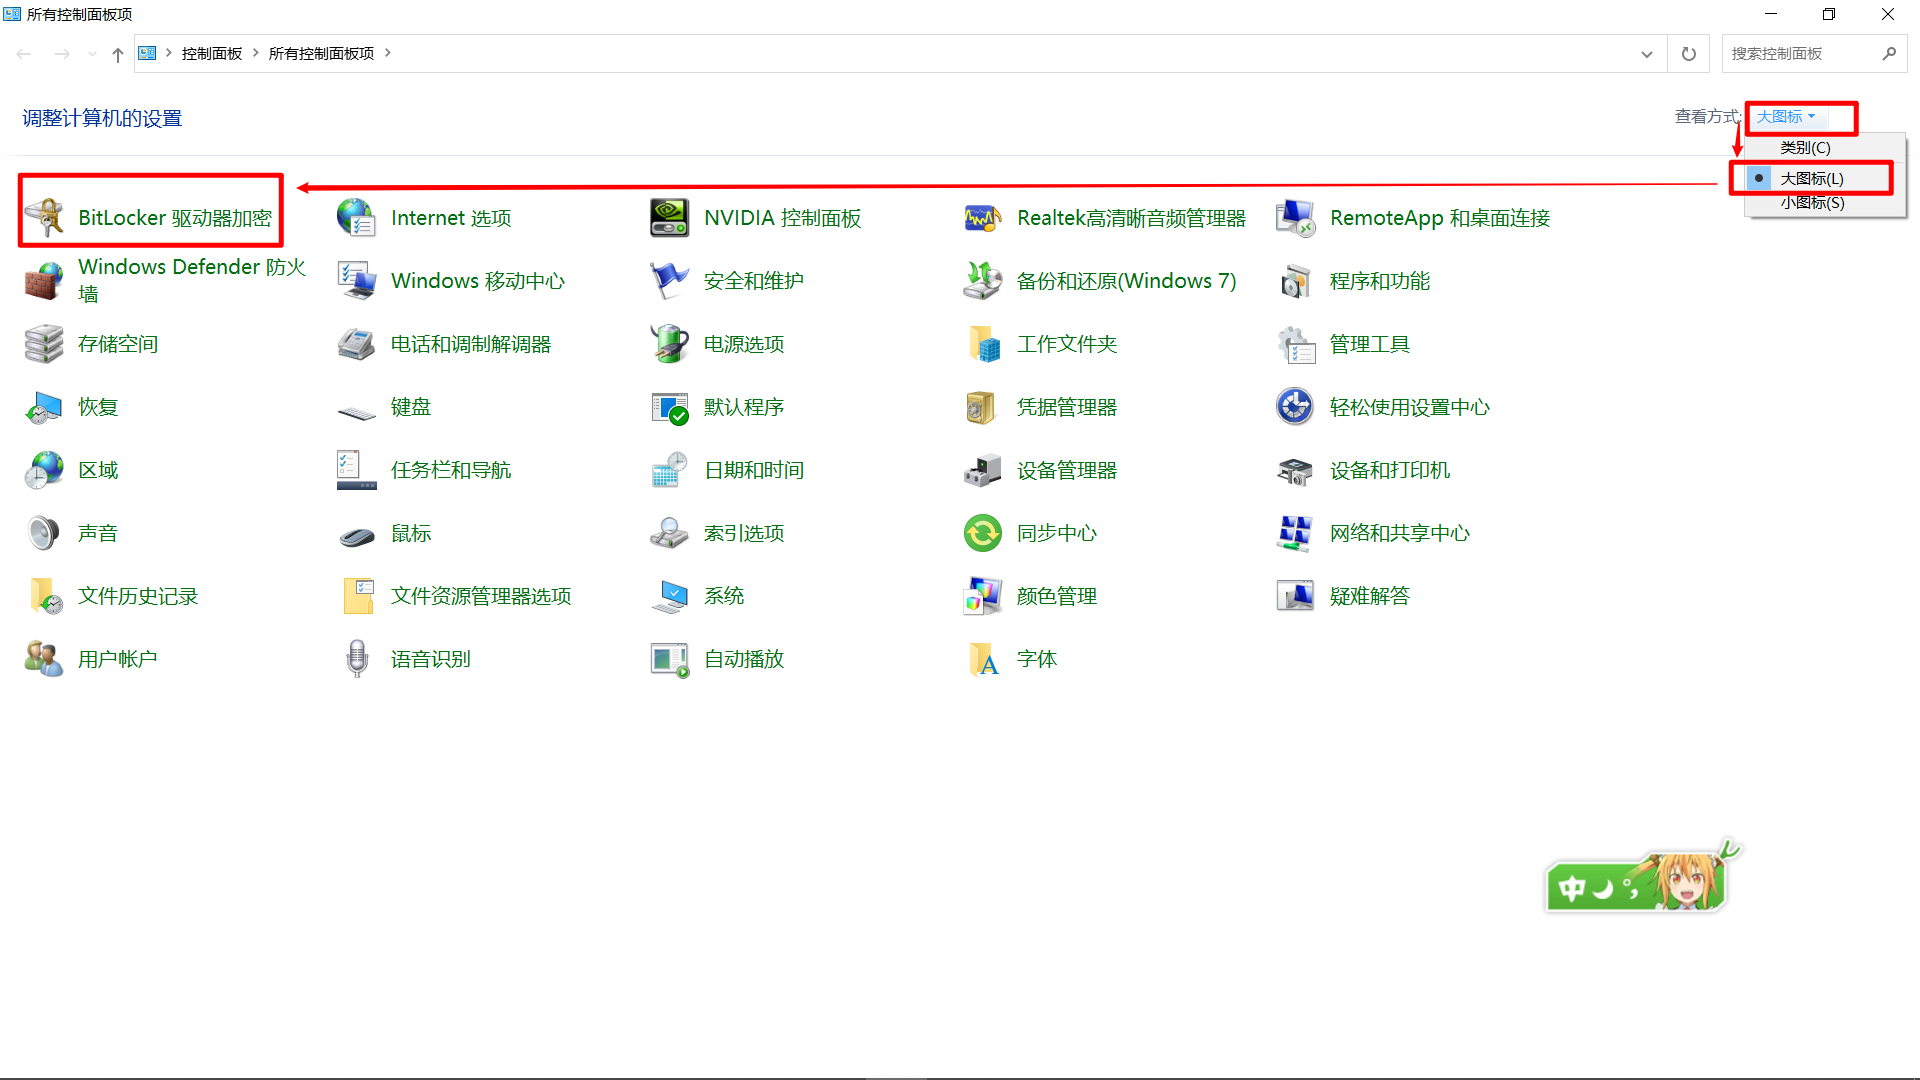 所有控制面板项
控制面板
所有控制面板项
搜索控制面板
调整计算机的设置
查看方式:
大图标
类别(C)
大图标(L)
小图标(S)
BitLocker 驱动器加密
Internet 选项
NVIDIA 控制面板
Realtek高清晰音频管理器
RemoteApp 和桌面连接
Windows Defender 防火
墙
Windows 移动中心
安全和维护
备份和还原(Windows 7)
程序和功能
存储空间
电话和调制解调器
电源选项
工作文件夹
管理工具
恢复
键盘
默认程序
凭据管理器
轻松使用设置中心
区域
任务栏和导航
日期和时间
设备管理器
设备和打印机
声音
鼠标
索引选项
同步中心
网络和共享中心
文件历史记录
文件资源管理器选项
系统
颜色管理
疑难解答
用户帐户
语音识别
自动播放
字体
中